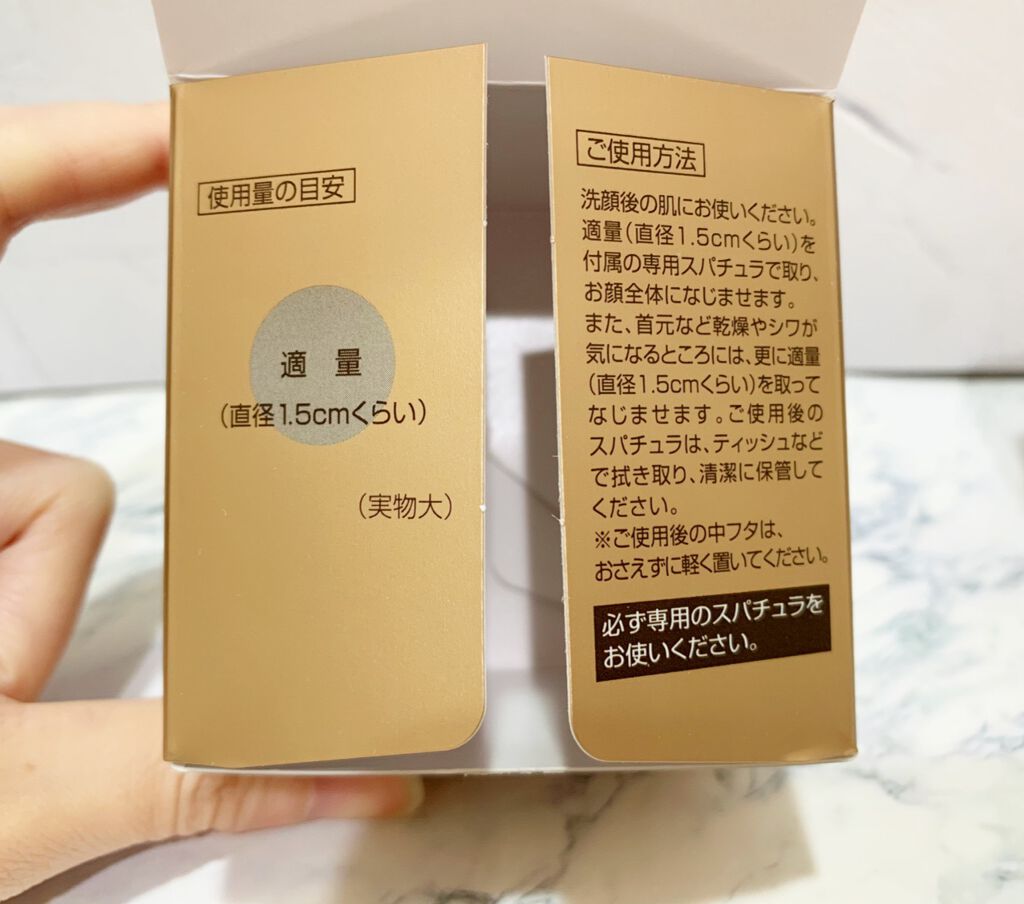 使用量の目安
適 量
(直径1.5cmくらい)
(実物大)
ご使用方法
洗顔後の肌にお使いください。
適量(直径1.5cmくらい)を
付属の専用スパチュラで取り、
お顔全体になじませます。
また、首元など乾燥やシワが
気になるところには、更に適量
(直径1.5cmくらい)を取って
なじませます。ご使用後の
スパチュラは、ティッシュなど
で拭き取り、清潔に保管して
ください。
※ご使用後の中フタは、
おさえずに軽く置いてください。
必ず専用のスパチュラを
お使いください。